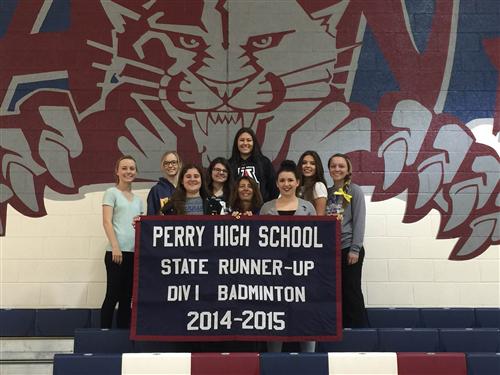 PERRY HIGH SCHOOL
STATE RUNNER-UP
DIV I BADMINTON
2014-2015